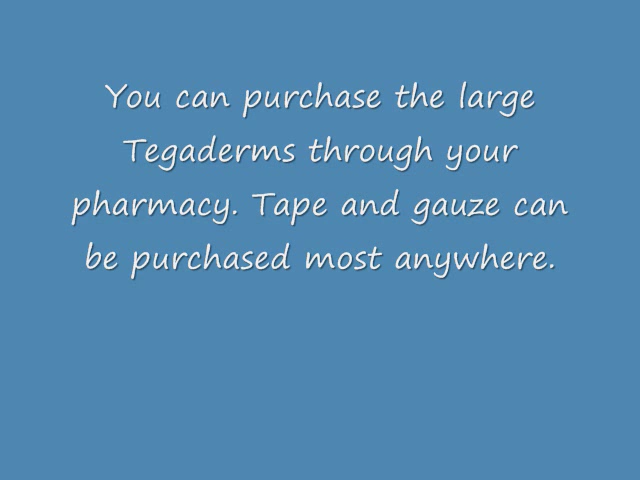 You can purchase the large
Tegaderms through your
pharmacy. Tape and gauze can
be purchased most anywhere.